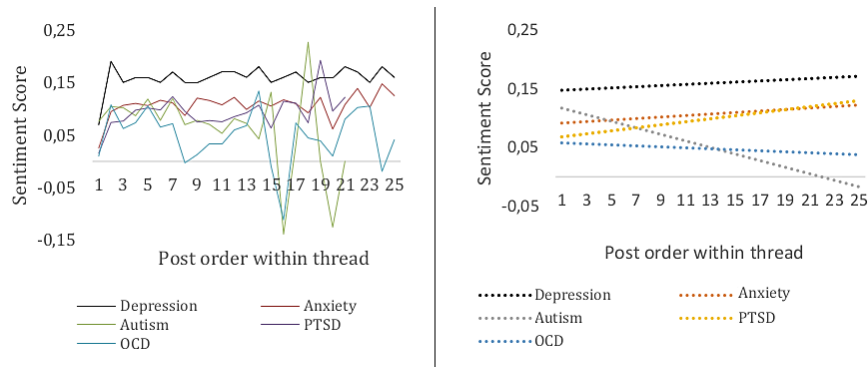 0,25
0,15
0,05
-0,05
-0,15
Sentiment Score
1 3 5 7 9 11 13 15 17 19 21 23 25
Post order within thread
Depression Anxiety
Autism PTSD
OCD
0,25
0,15
0,05
-0,05
Sentiment Score
1 3 5 7 9 11 13 15 17 19 21 23 25
Post order within thread
Depression Anxiety
Autism PTSD
OCD